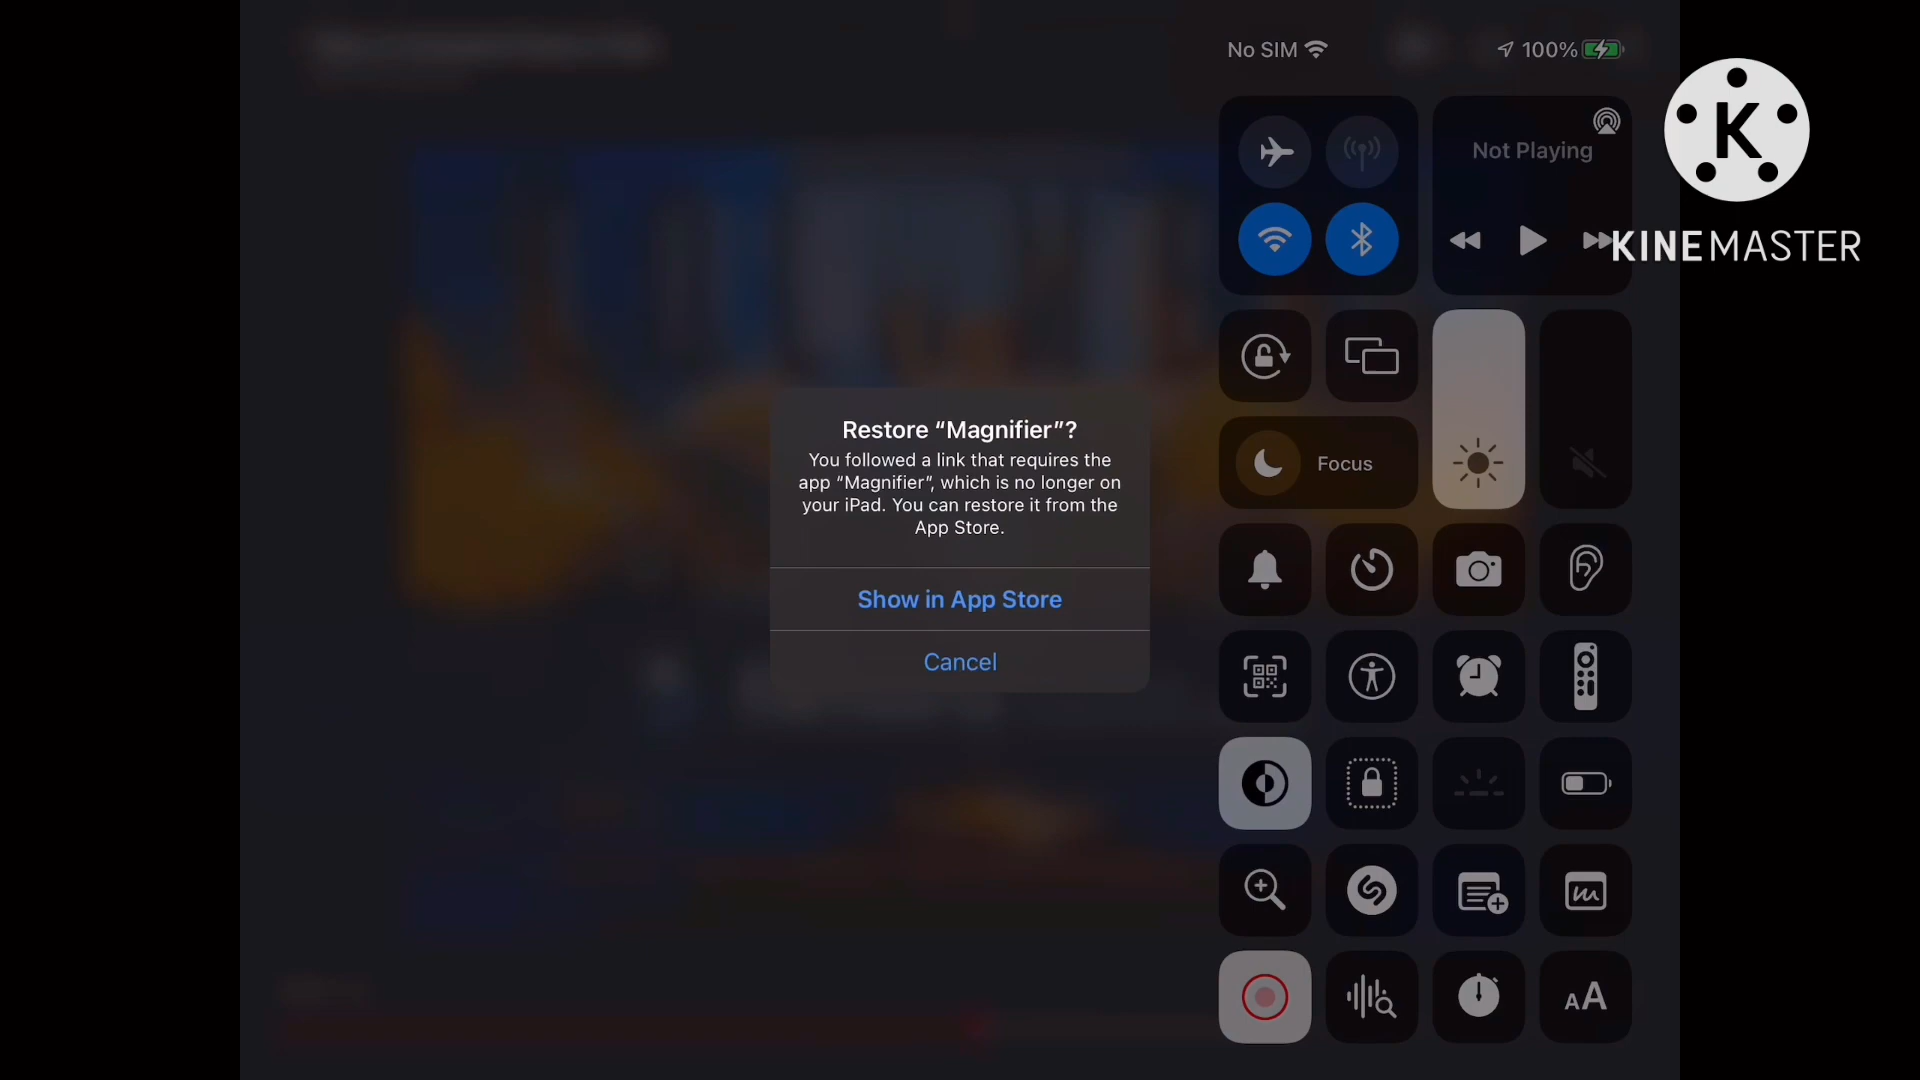 No SIM
100%
Not Playing
K
KINEMASTER
Focus
Restore “Magnifier”?
You followed a link that requires the
app “Magnifier”, which is no longer on
your iPad. You can restore it from the
App Store.
Show in App Store
Cancel
AA